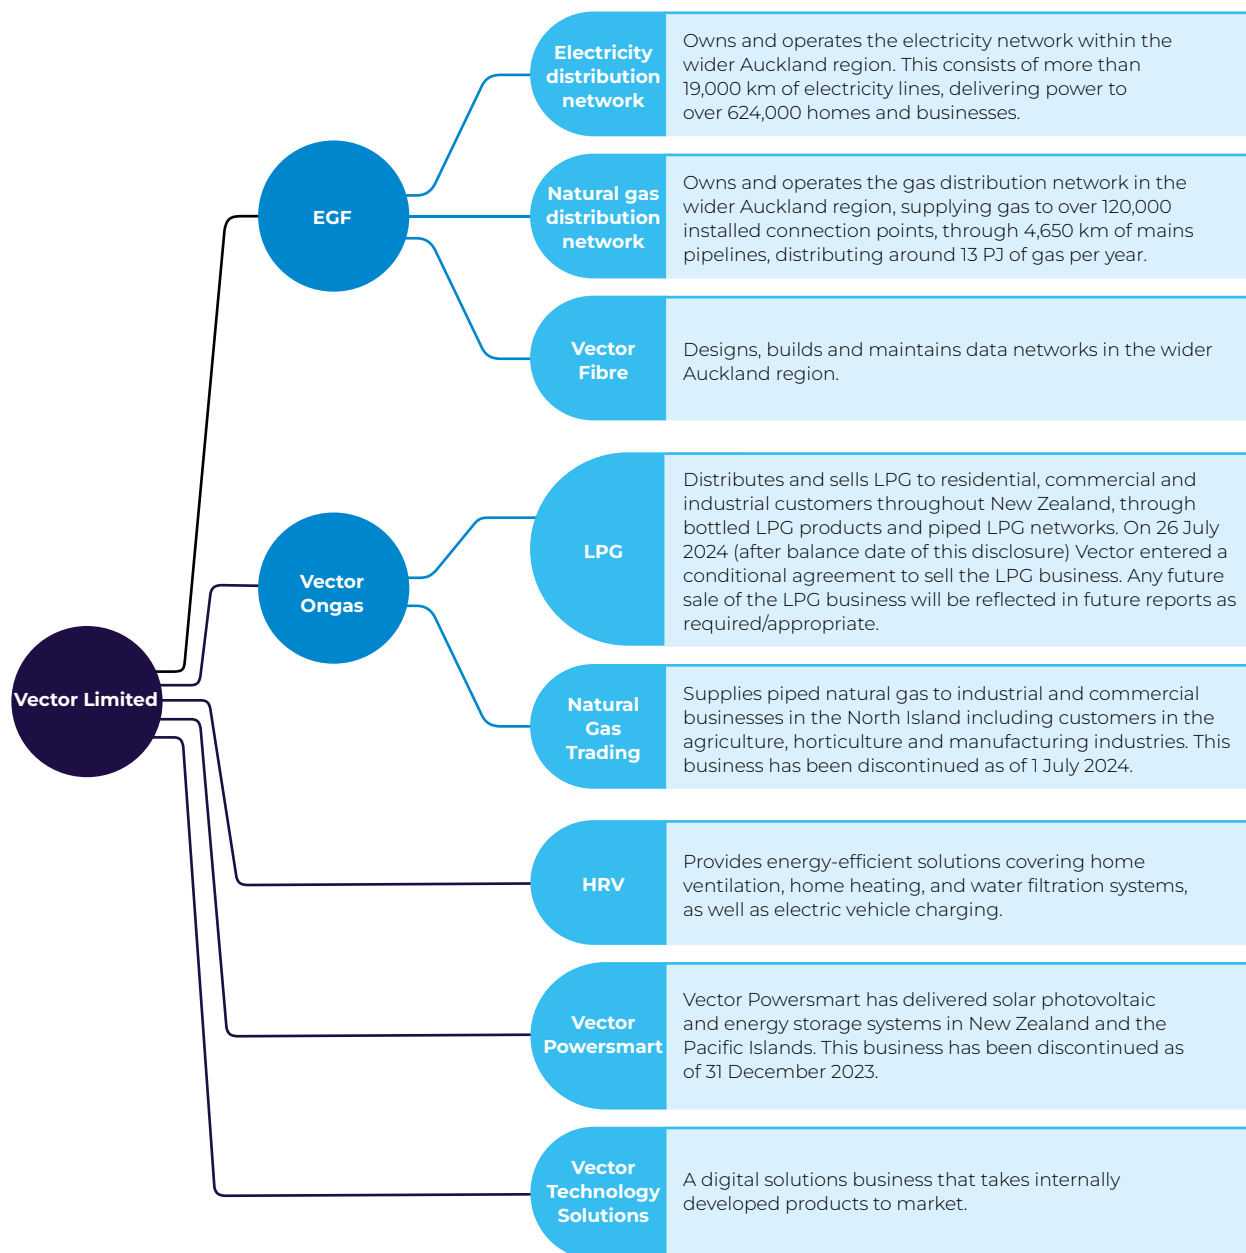 Vector Limited
EGF
Electricity
distribution
network
Owns and operates the electricity network within the
wider Auckland region. This consists of more than
19,000 km of electricity lines, delivering power to
over 624,000 homes and businesses.
Natural gas
distribution
network
Owns and operates the gas distribution network in the
wider Auckland region, supplying gas to over 120,000
installed connection points, through 4,650 km of mains
pipelines, distributing around 13 PJ of gas per year.
Vector
Fibre
Designs, builds and maintains data networks in the wider
Auckland region.
Vector
Ongas
LPG
Distributes and sells LPG to residential, commercial and
industrial customers throughout New Zealand, through
bottled LPG products and piped LPG networks. On 26 July
2024 (after balance date of this disclosure) Vector entered a
conditional agreement to sell the LPG business. Any future
sale of the LPG business will be reflected in future reports as
required/appropriate.
Natural
Gas
Trading
Supplies piped natural gas to industrial and commercial
businesses in the North Island including customers in the
agriculture, horticulture and manufacturing industries. This
business has been discontinued as of 1 July 2024.
HRV
Provides energy-efficient solutions covering home
ventilation, home heating, and water filtration systems,
as well as electric vehicle charging.
Vector
Powersmart
Vector Powersmart has delivered solar photovoltaic
and energy storage systems in New Zealand and the
Pacific Islands. This business has been discontinued as
of 31 December 2023.
Vector
Technology
Solutions
A digital solutions business that takes internally
developed products to market.